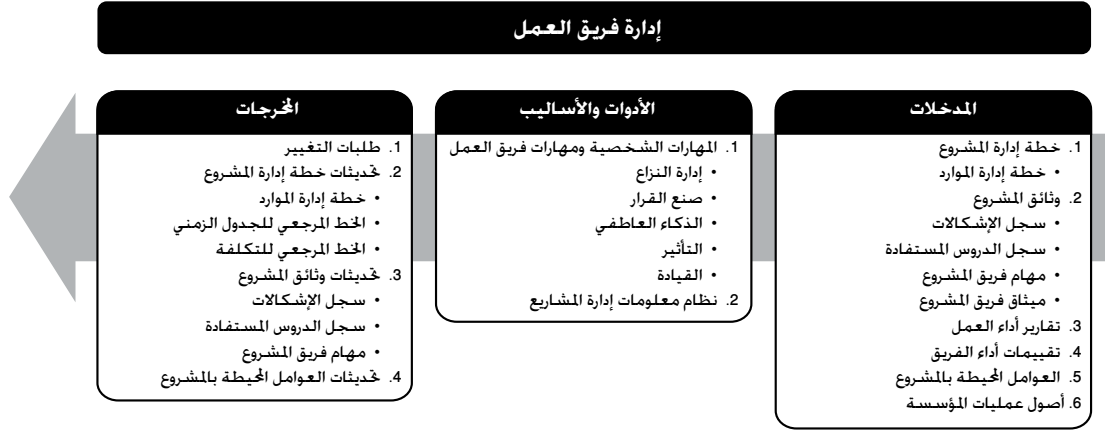 إدارة فريق العمل
المدخلات
1. خطة إدارة المشروع
• خطة إدارة الموارد
2. وثائق المشروع
• سجل الإشكالات
• سجل الدروس المستفادة
• مهام فريق المشروع
• ميثاق فريق المشروع
3. تقارير أداء العمل
4. تقييمات أداء الفريق
5. العوامل المحيطة بالمشروع
6. أصول عمليات المؤسسة
الأدوات والأساليب
1. المهارات الشخصية ومهارات فريق العمل
• إدارة النزاع
• صنع القرار
• الذكاء العاطفي
• التأثير
• القيادة
2. نظام معلومات إدارة المشاريع
المخرجات
1. طلبات التغيير
2. تحديثات خطة إدارة المشروع
• خطة إدارة الموارد
• الخط المرجعي للجدول الزمني
• الخط المرجعي للتكلفة
3. تحديثات وثائق المشروع
• سجل الإشكالات
• سجل الدروس المستفادة
• مهام فريق المشروع
4. تحديثات العوامل المحيطة بالمشروع